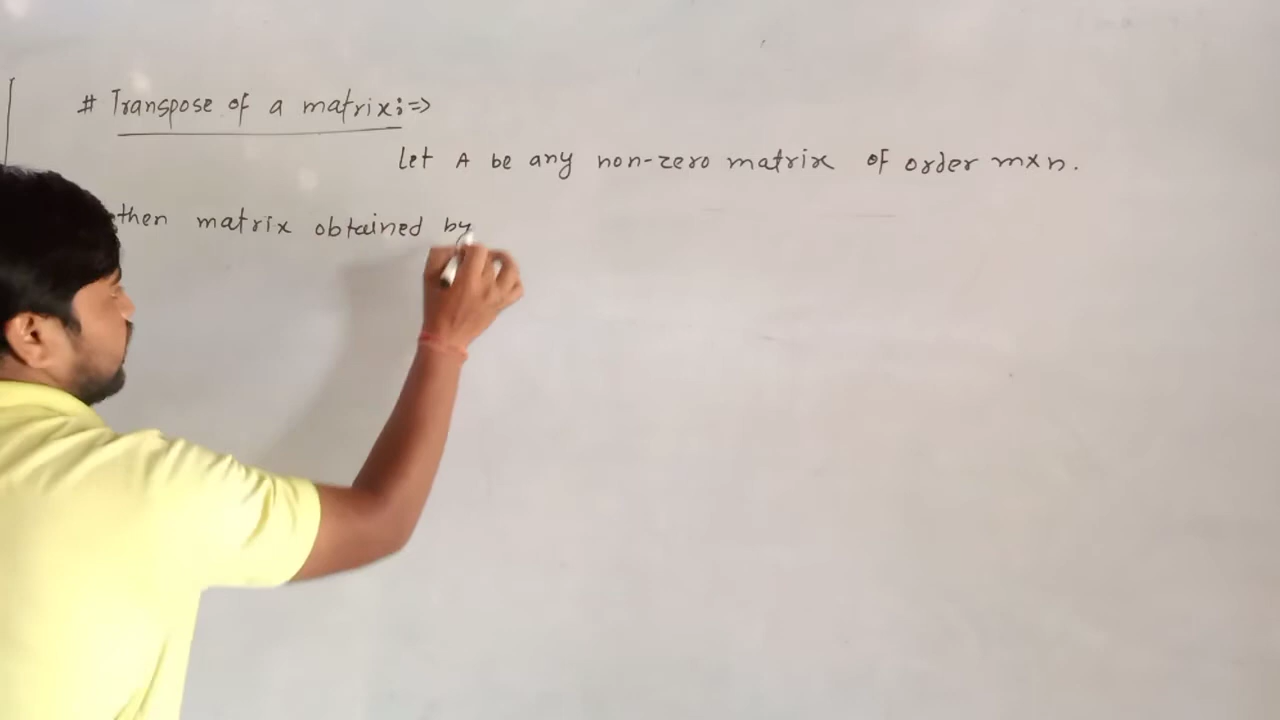 # Transpose of a matrix:=>
Let A be any non-zero matrix of order m×n.
then matrix obtained by